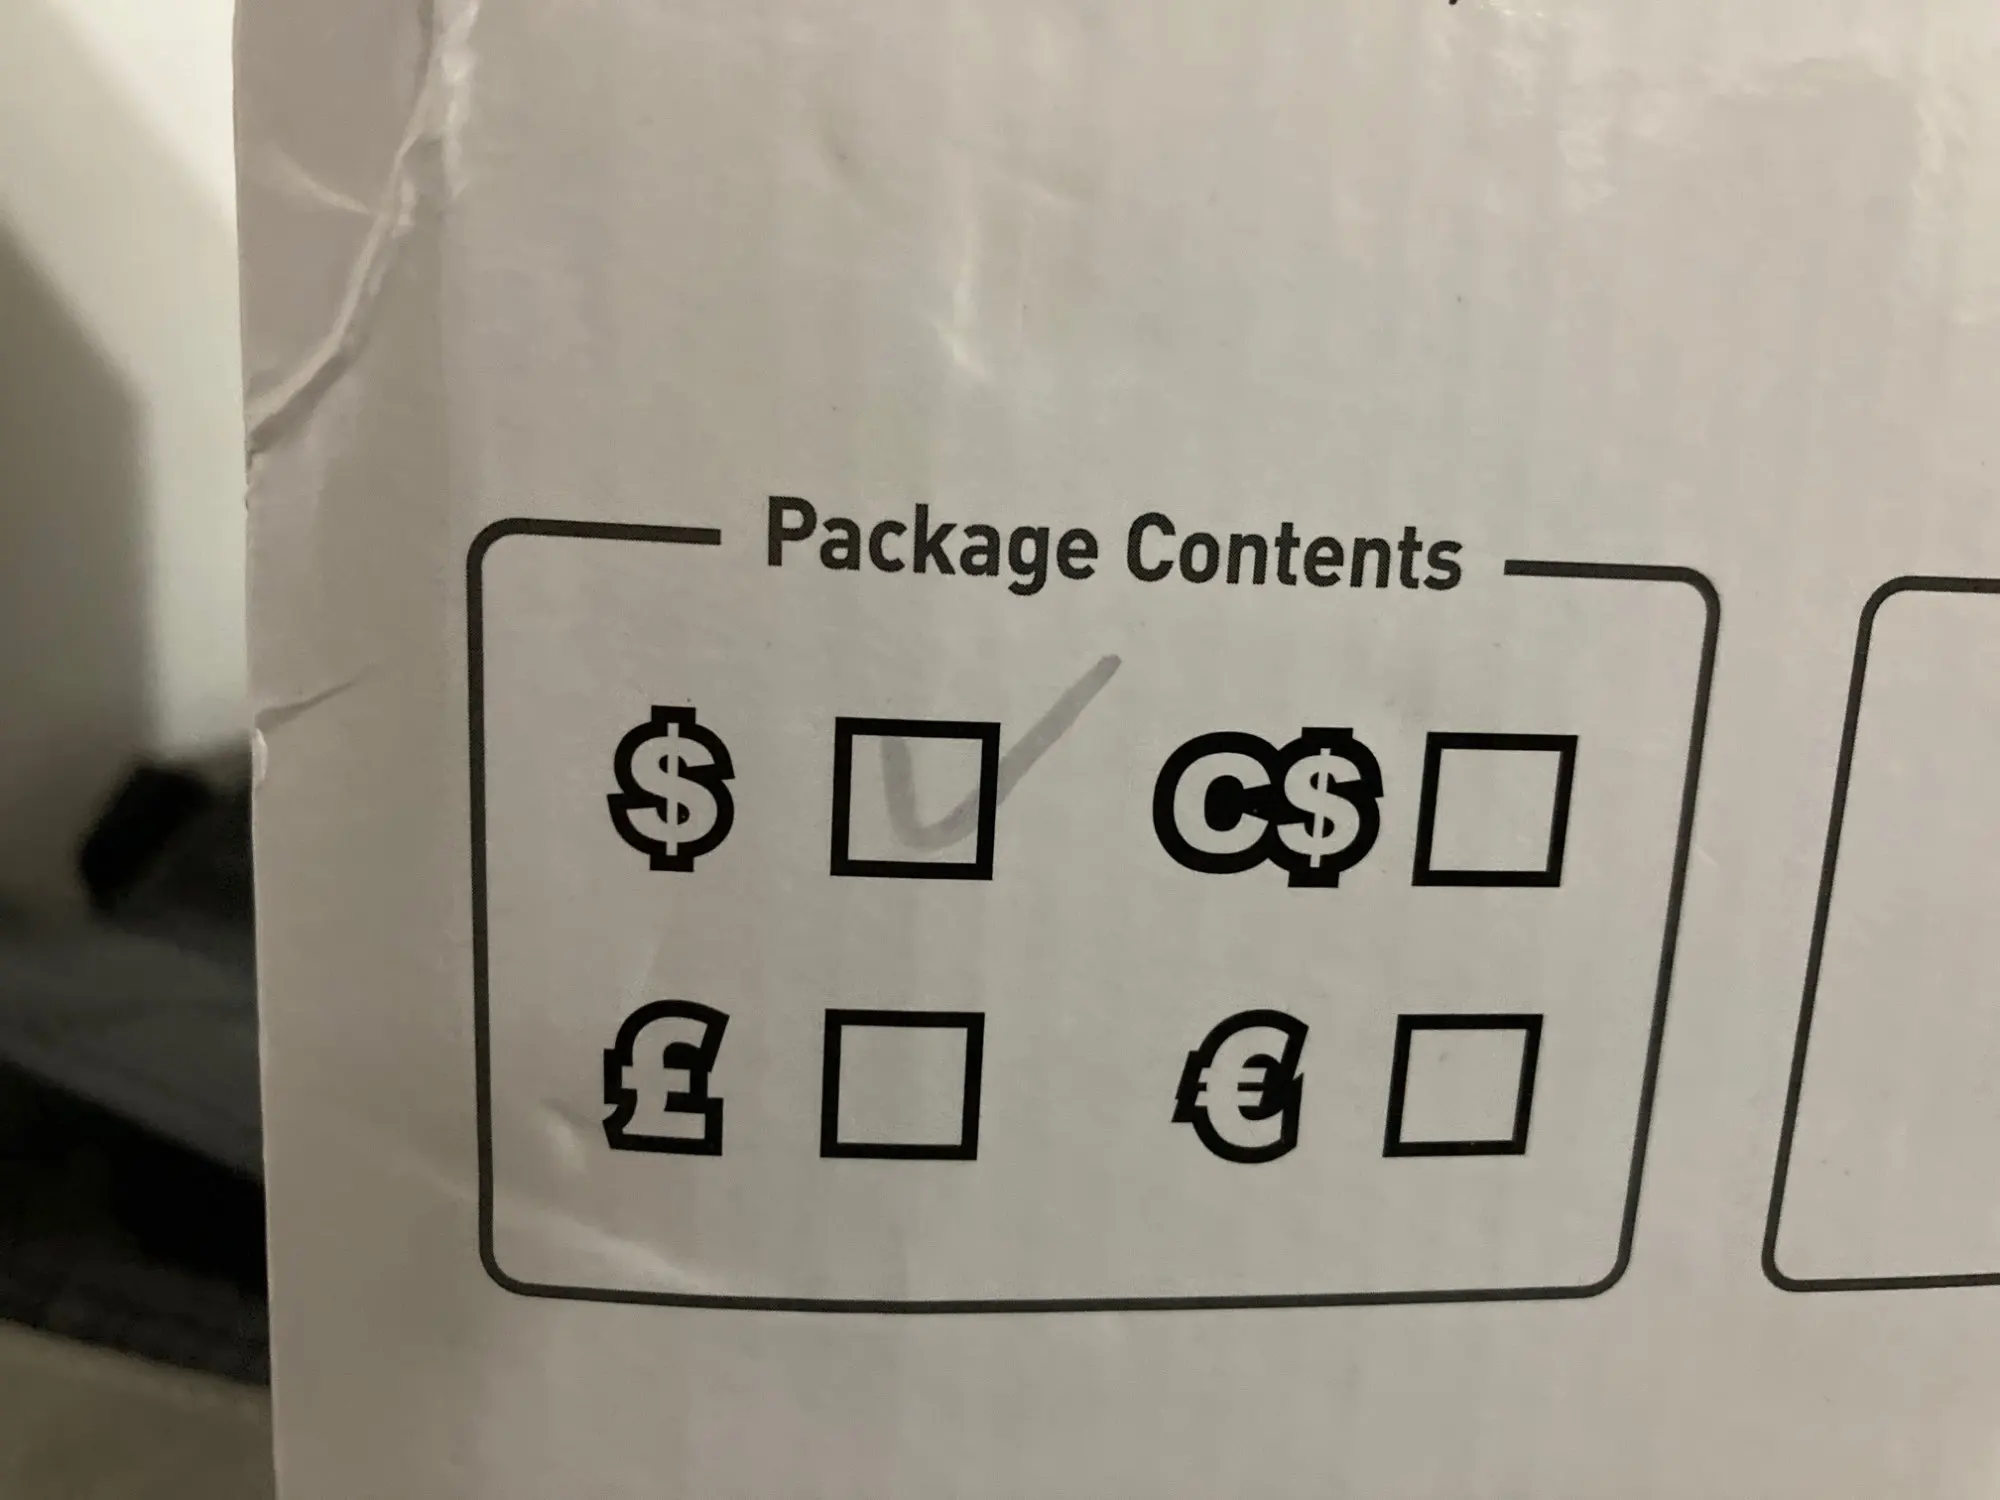 Package Contents
$ C$
£ €